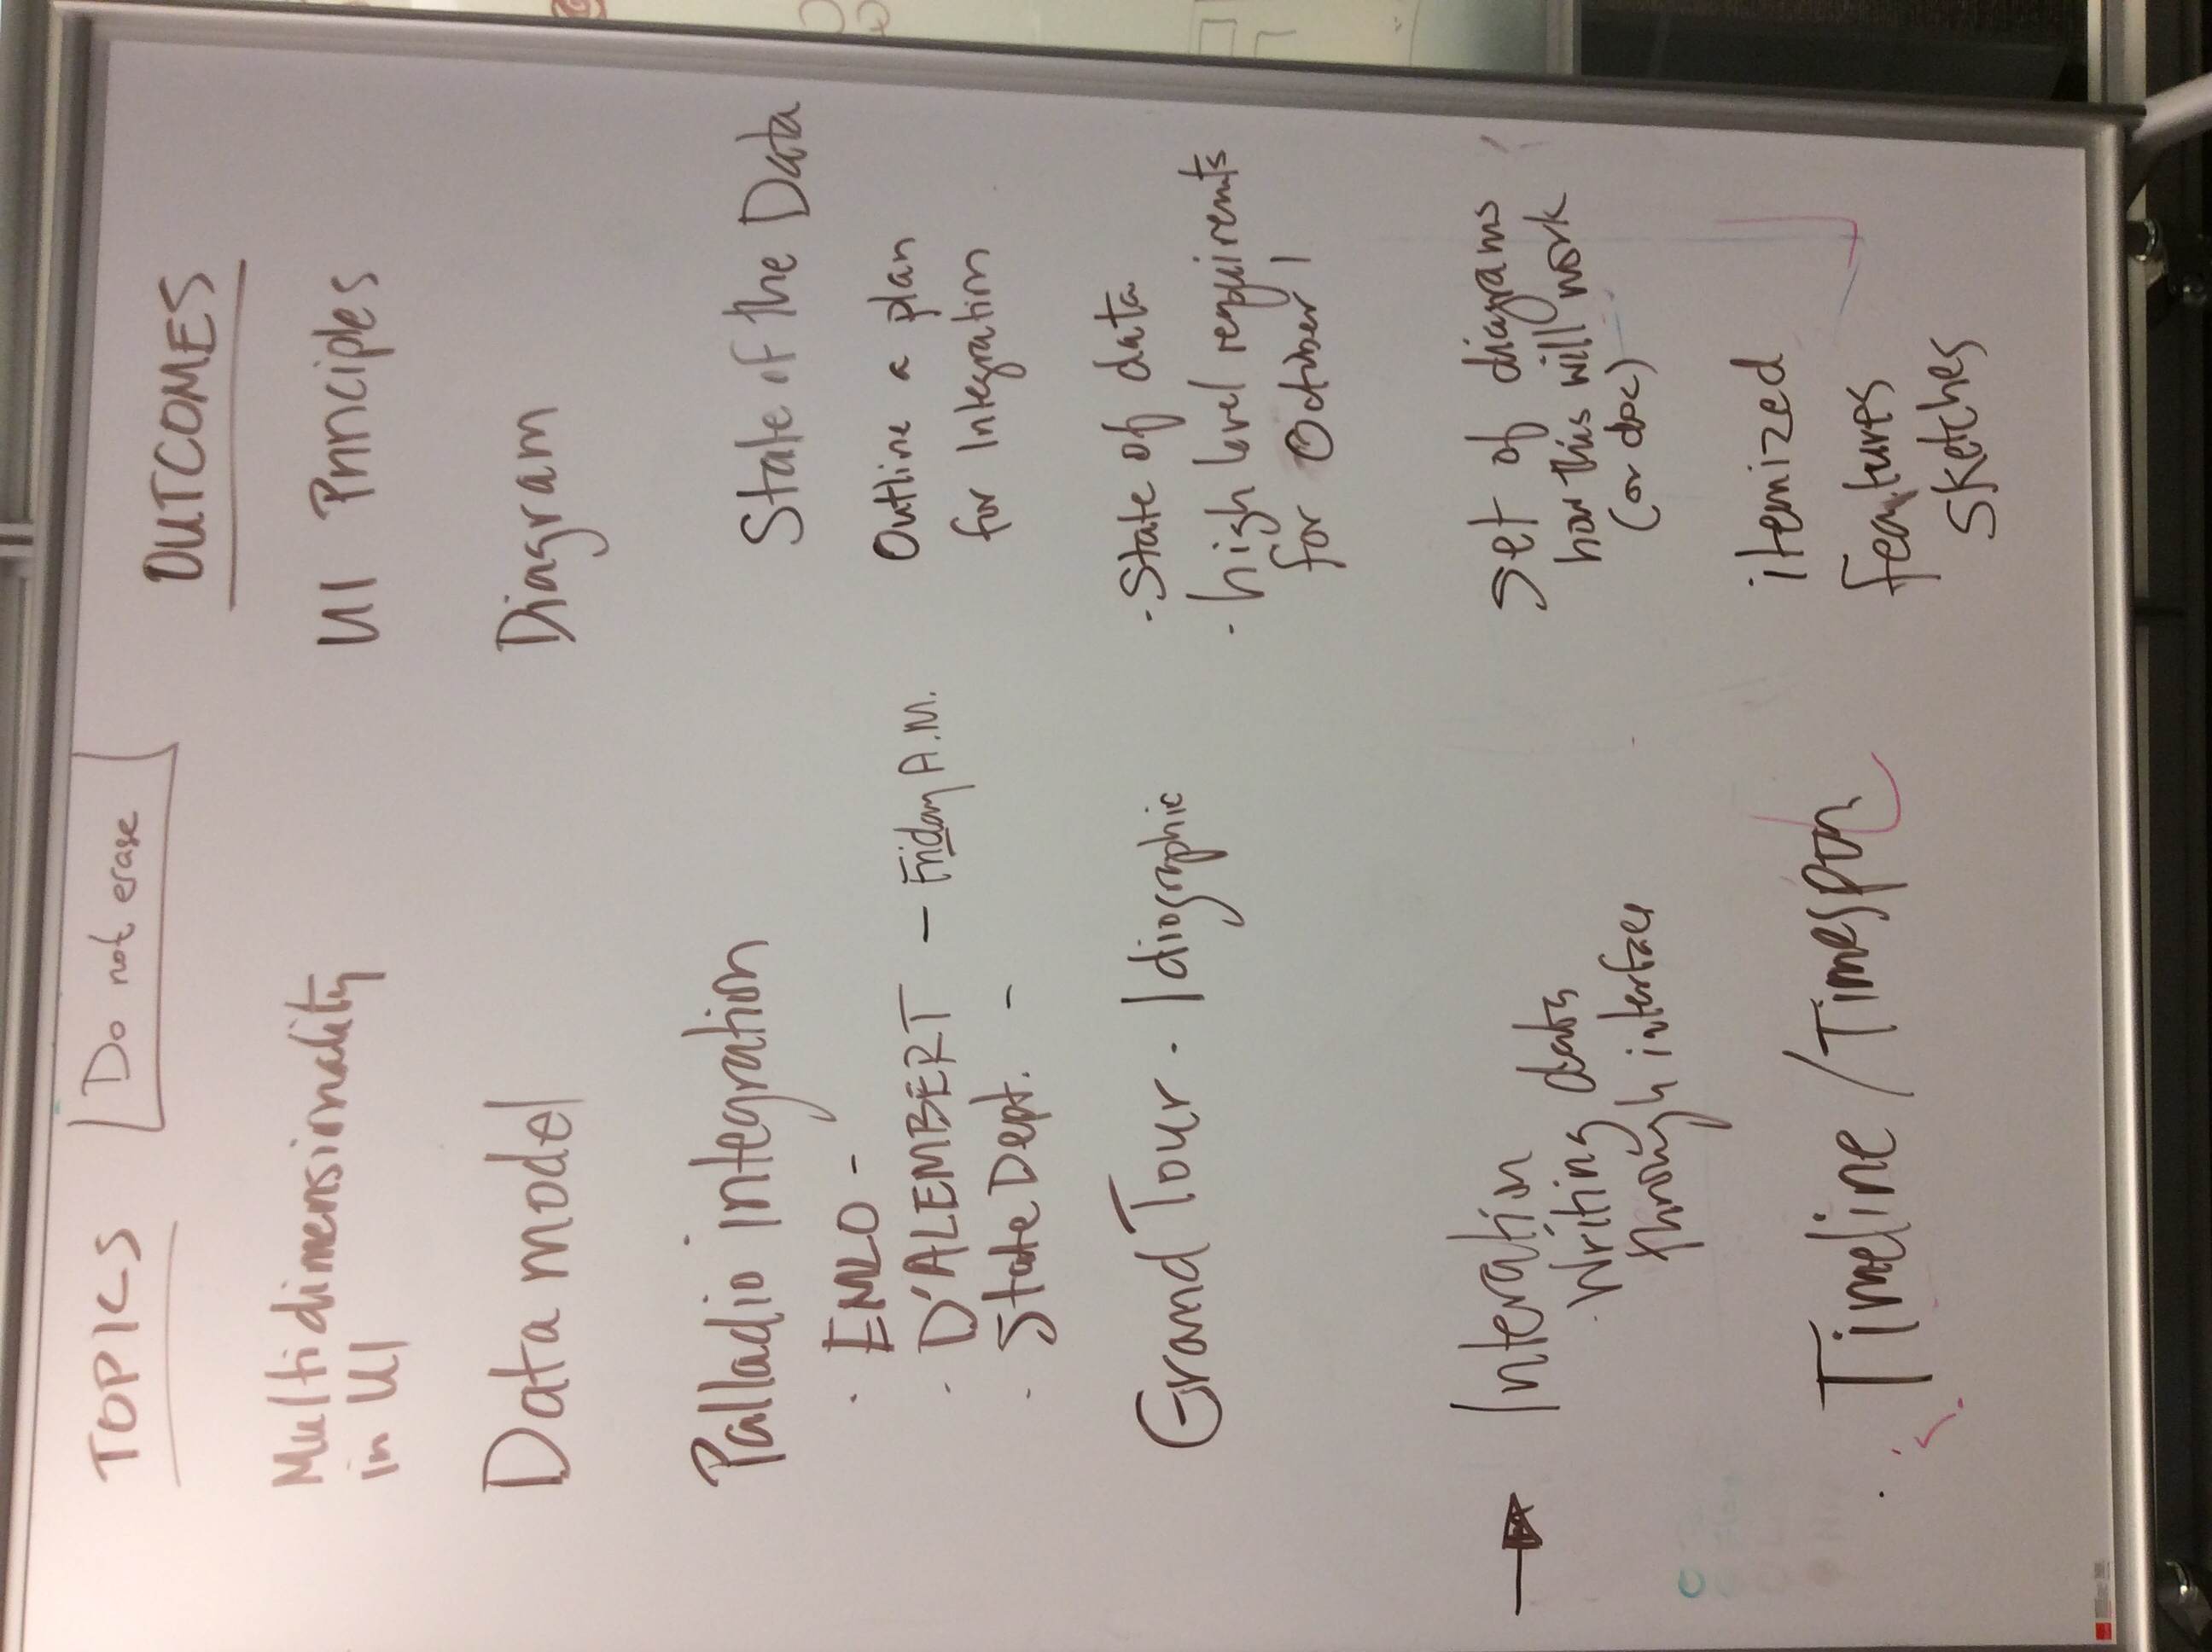 TOPICS
Do not erase
OUTCOMES
Multidimensionality
in UI
UI Principles
Data model
Diagram
Palladio integration
State of the Data
· EMLO -
· D'ALEMBERT - Friday A.M.
· State Dept. -
Outline a plan
for Integration
Grand Tour - Idiographic
- State of data
- high level requirements
for October 1
Interation
- Writing data
through interface
set of diagrams
how this will work
(or doc)
Timeline / Timespan
itemized
features
sketches